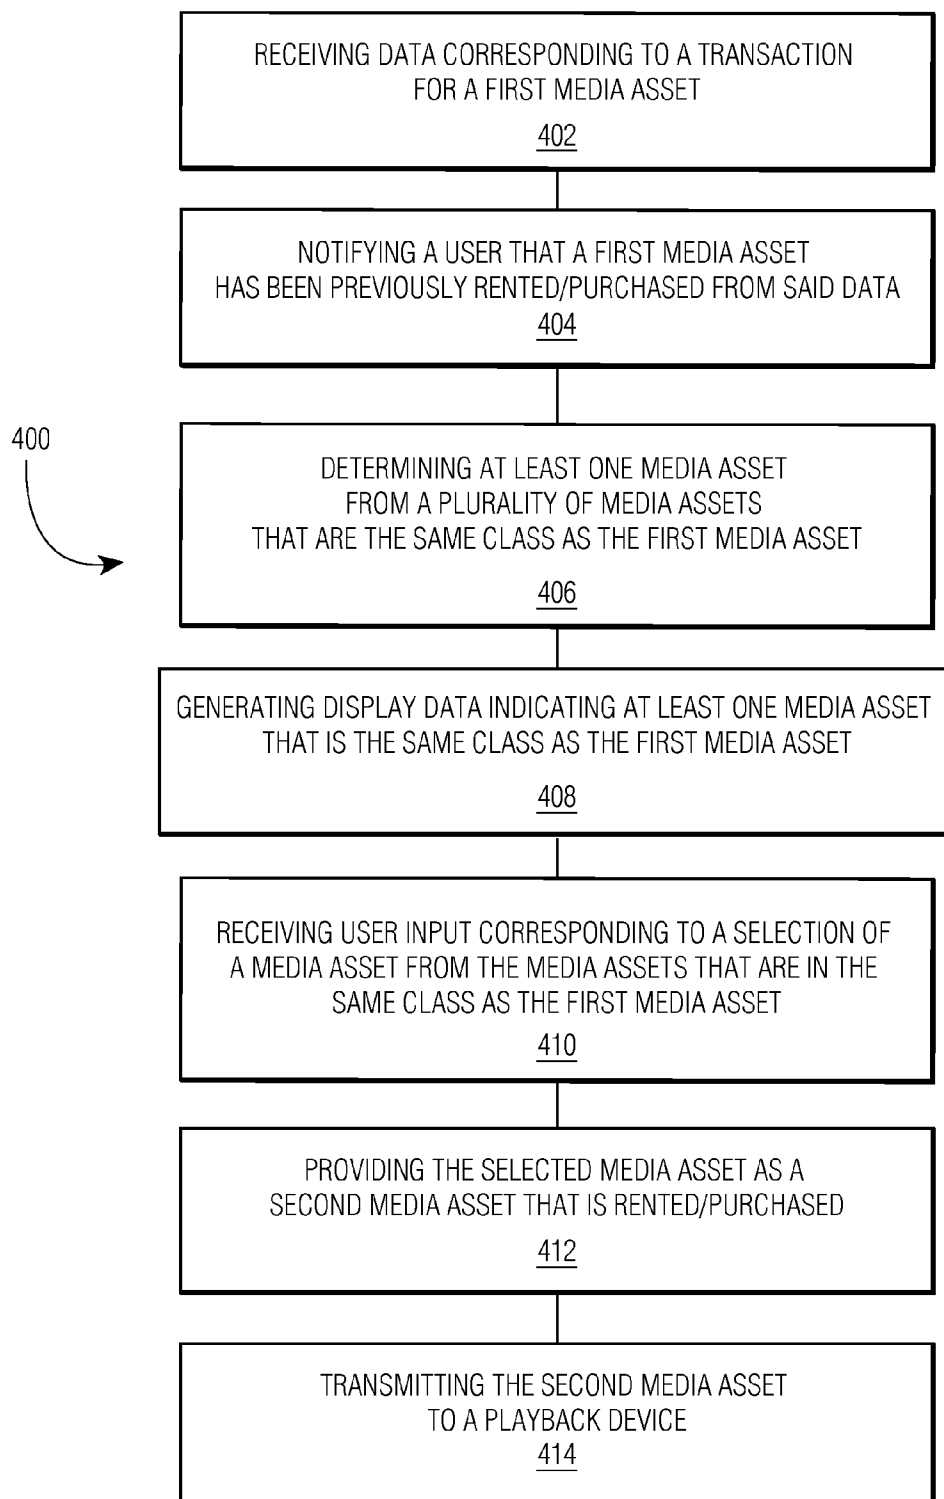 RECEIVING DATA CORRESPONDING TO A TRANSACTION
FOR A FIRST MEDIA ASSET
402
NOTIFYING A USER THAT A FIRST MEDIA ASSET
HAS BEEN PREVIOUSLY RENTED/PURCHASED FROM SAID DATA
404
400
DETERMINING AT LEAST ONE MEDIA ASSET
FROM A PLURALITY OF MEDIA ASSETS
THAT ARE THE SAME CLASS AS THE FIRST MEDIA ASSET
406
GENERATING DISPLAY DATA INDICATING AT LEAST ONE MEDIA ASSET
THAT IS THE SAME CLASS AS THE FIRST MEDIA ASSET
408
RECEIVING USER INPUT CORRESPONDING TO A SELECTION OF
A MEDIA ASSET FROM THE MEDIA ASSETS THAT ARE IN THE
SAME CLASS AS THE FIRST MEDIA ASSET
410
PROVIDING THE SELECTED MEDIA ASSET AS A
SECOND MEDIA ASSET THAT IS RENTED/PURCHASED
412
TRANSMITTING THE SECOND MEDIA ASSET
TO A PLAYBACK DEVICE
414